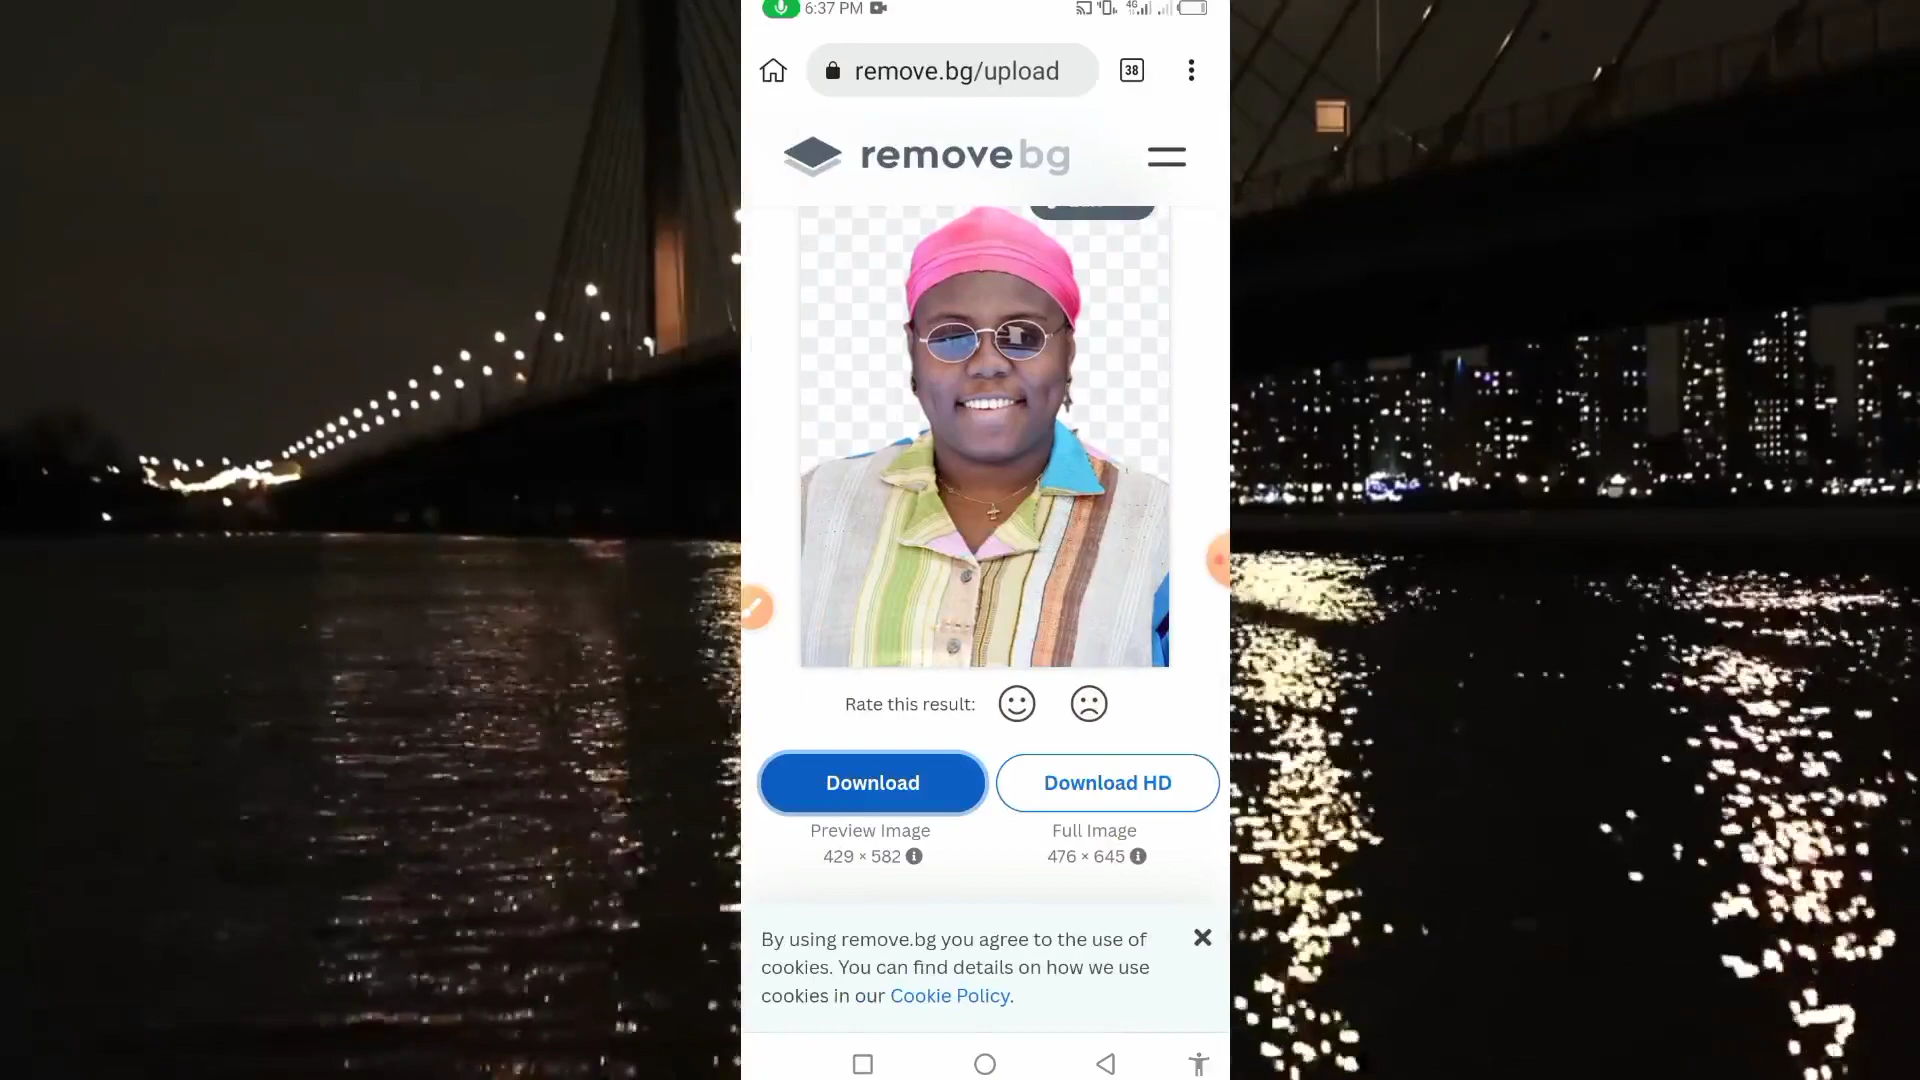 6:37 PM
4G
remove.bg/upload
38
removebg
Rate this result:
Download
Download HD
Preview Image
Full Image
429 × 582
476 × 645
By using remove.bg you agree to the use of
cookies. You can find details on how we use
cookies in our Cookie Policy.